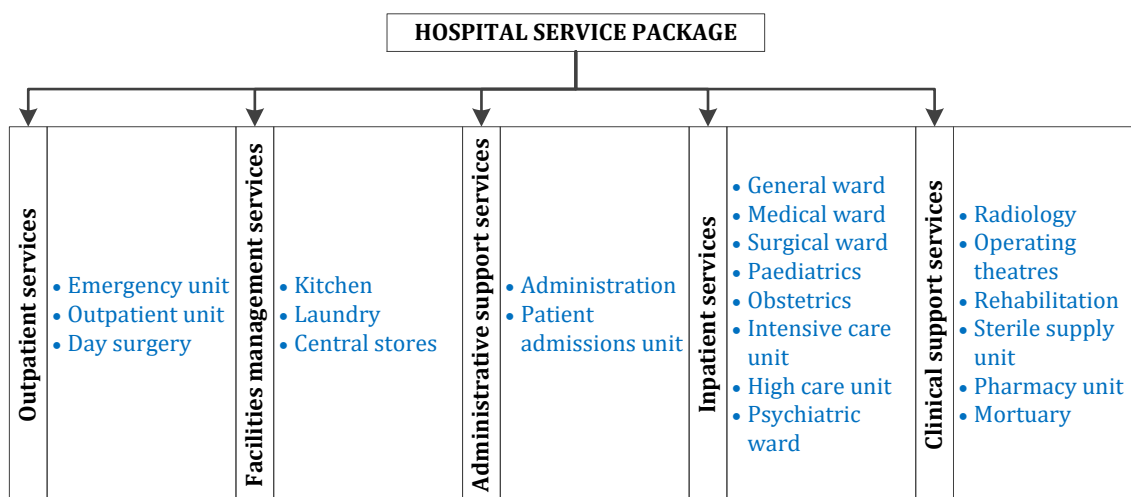 HOSPITAL SERVICE PACKAGE
Outpatient services
• Emergency unit
• Outpatient unit
• Day surgery
Facilities management services
• Kitchen
• Laundry
• Central stores
Administrative support services
• Administration
• Patient
admissions unit
Inpatient services
• General ward
• Medical ward
• Surgical ward
• Paediatrics
• Obstetrics
• Intensive care
unit
• High care unit
• Psychiatric
ward
Clinical support services
• Radiology
• Operating
theatres
• Rehabilitation
• Sterile supply
unit
• Pharmacy unit
• Mortuary